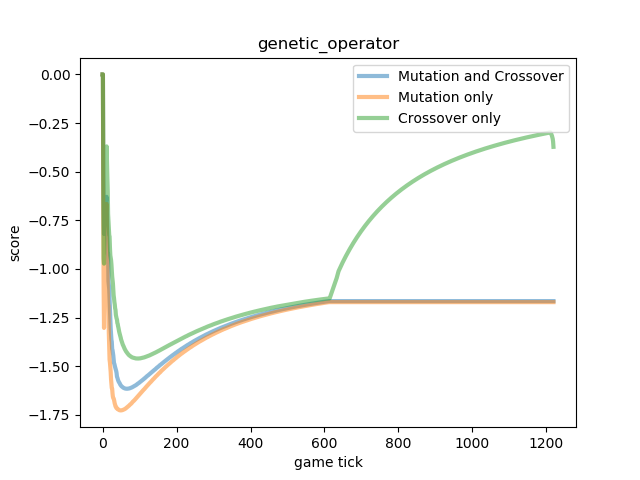 genetic_operator
0.00
−0.25
−0.50
−0.75
−1.00
−1.25
−1.50
−1.75
score
Mutation and Crossover
Mutation only
Crossover only
0 200 400 600 800 1000 1200
game tick